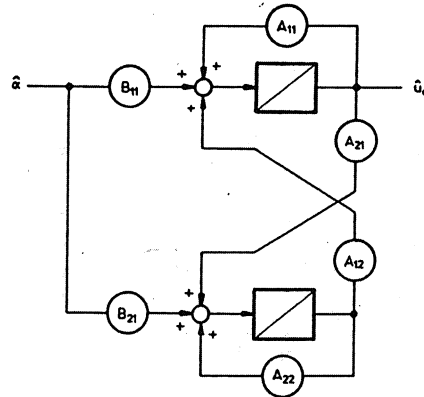 A₁₁
α̂
B₁₁
+
+
+
A₂₁
A₁₂
B₂₁
+
+
+
A₂₂